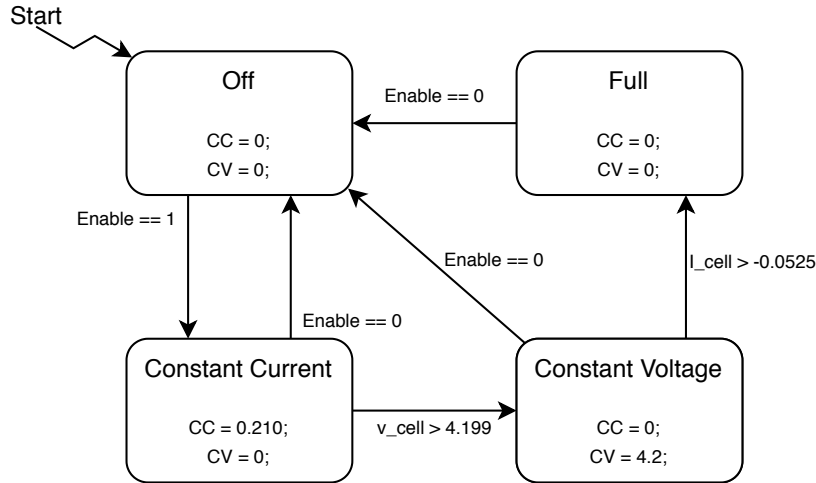 Start
Off
CC = 0;
CV = 0;
Full
CC = 0;
CV = 0;
Enable == 0
Enable == 1
Enable == 0
Enable == 0
I_cell > -0.0525
Constant Current
CC = 0.210;
CV = 0;
v_cell > 4.199
Constant Voltage
CC = 0;
CV = 4.2;